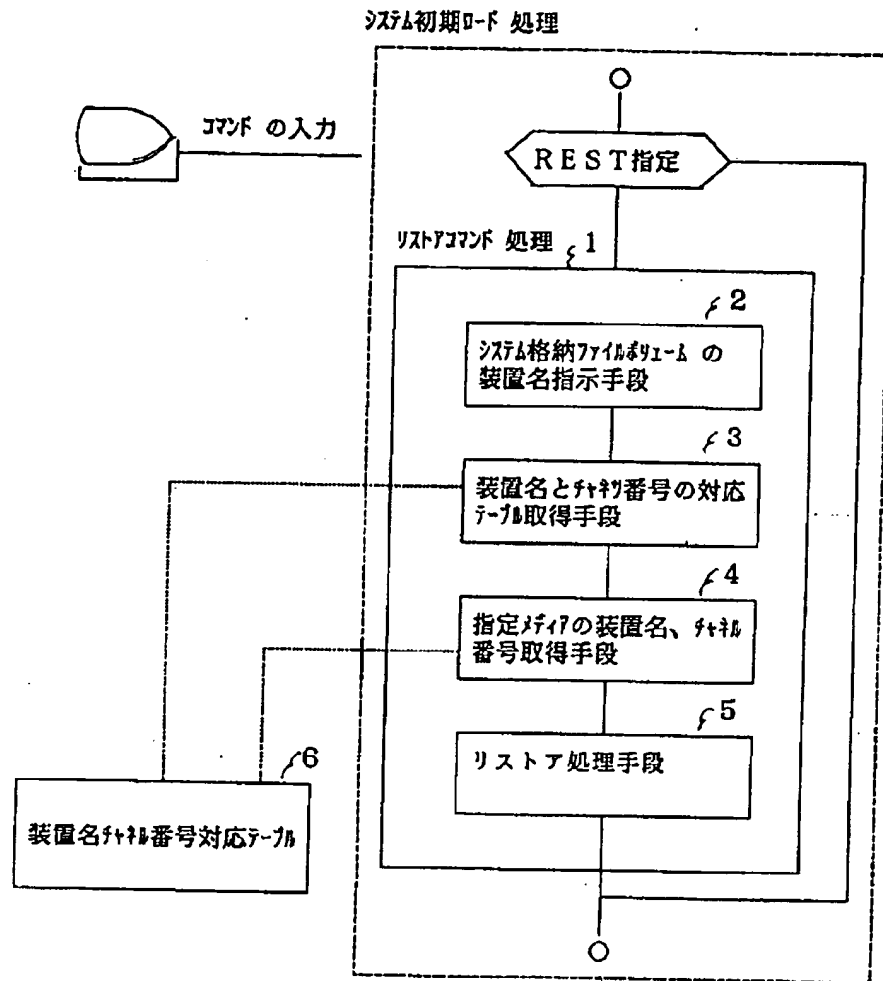 システム初期ロード 処理
コマンド の入力
REST指定
リストアコマンド 処理
1
2
システム格納ファイルボリューム の
装置名指示手段
3
装置名とチャネル番号の対応
テーブル取得手段
4
指定メディアの装置名、チャネル
番号取得手段
5
リストア処理手段
6
装置名チャネル番号対応テーブル